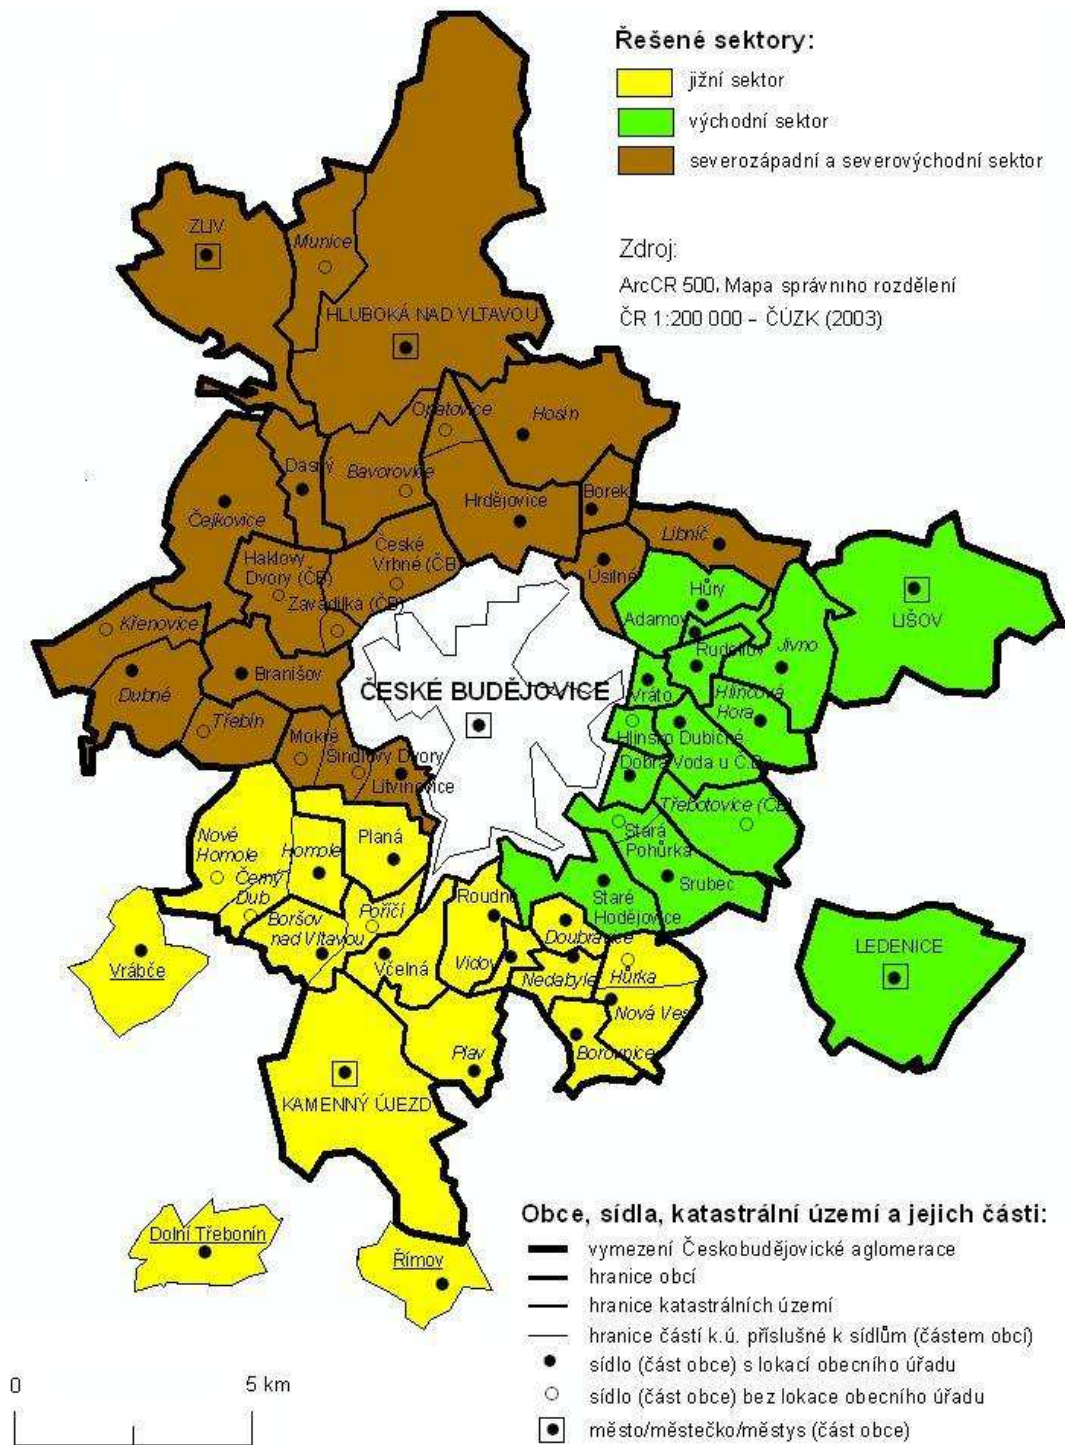 Řešené sektory:
jižní sektor
východní sektor
severozápadní a severovýchodní sektor
Zdroj:
ArcCR 500, Mapa správního rozdělení
ČR 1:200 000 – ČÚZK (2003)
ZLIV
Munice
HLUBOKÁ NAD VLTAVOU
Opatovice
Hosín
Dasný
Bavorovice
Hrdějovice
Borek
Čejkovice
Libníč
Haklovy
Dvory (ČB)
České
Vrbné (ČB)
Úsilné
Zavadilka (ČB)
Hůry
Adamov
LIŠOV
Křenovice
Rudolfov
Jivno
Branišov
Dubné
ČESKÉ BUDĚJOVICE
Vráto
Hlincová
Hora
Třebín
Mokré
Hlinsko
Dubičné
Šindlovy Dvory
Dobrá Voda u Č.B.
Litvínovice
Třebotovice (ČB)
Nové
Homole
Homole
Planá
Stará
Pohůrka
Černý
Dub
Srubec
Boršov
nad Vltavou
Poříčí
Roudné
Staré
Hodějovice
Doubravice
LEDENICE
Vrábče
Včelná
Vidov
Nedabyle
Hůrka
Nová Ves
Plav
Borovnice
KAMENNÝ ÚJEZD
Dolní Třebonín
Římov
Obce, sídla, katastrální území a jejich části:
vymezení Českobudějovické aglomerace
hranice obcí
hranice katastrálních území
hranice částí k.ú. příslušné k sídlům (částem obcí)
sídlo (část obce) s lokací obecního úřadu
sídlo (část obce) bez lokace obecního úřadu
město/městečko/městys (část obce)
0 5 km